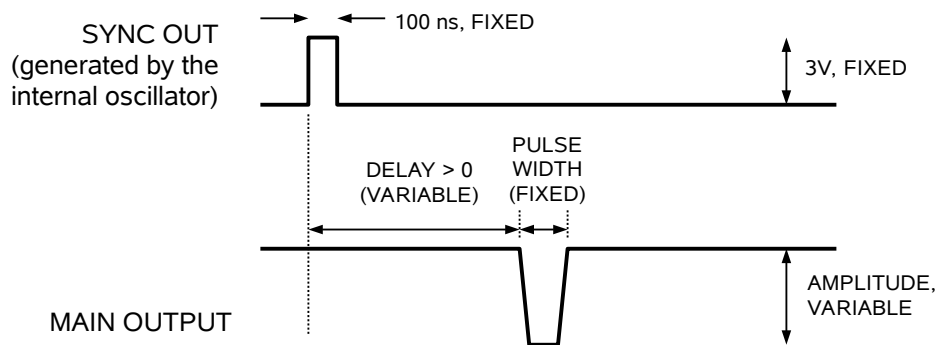 100 ns, FIXED
SYNC OUT
(generated by the
internal oscillator)
3V, FIXED
PULSE
WIDTH
(FIXED)
DELAY > 0
(VARIABLE)
AMPLITUDE,
VARIABLE
MAIN OUTPUT